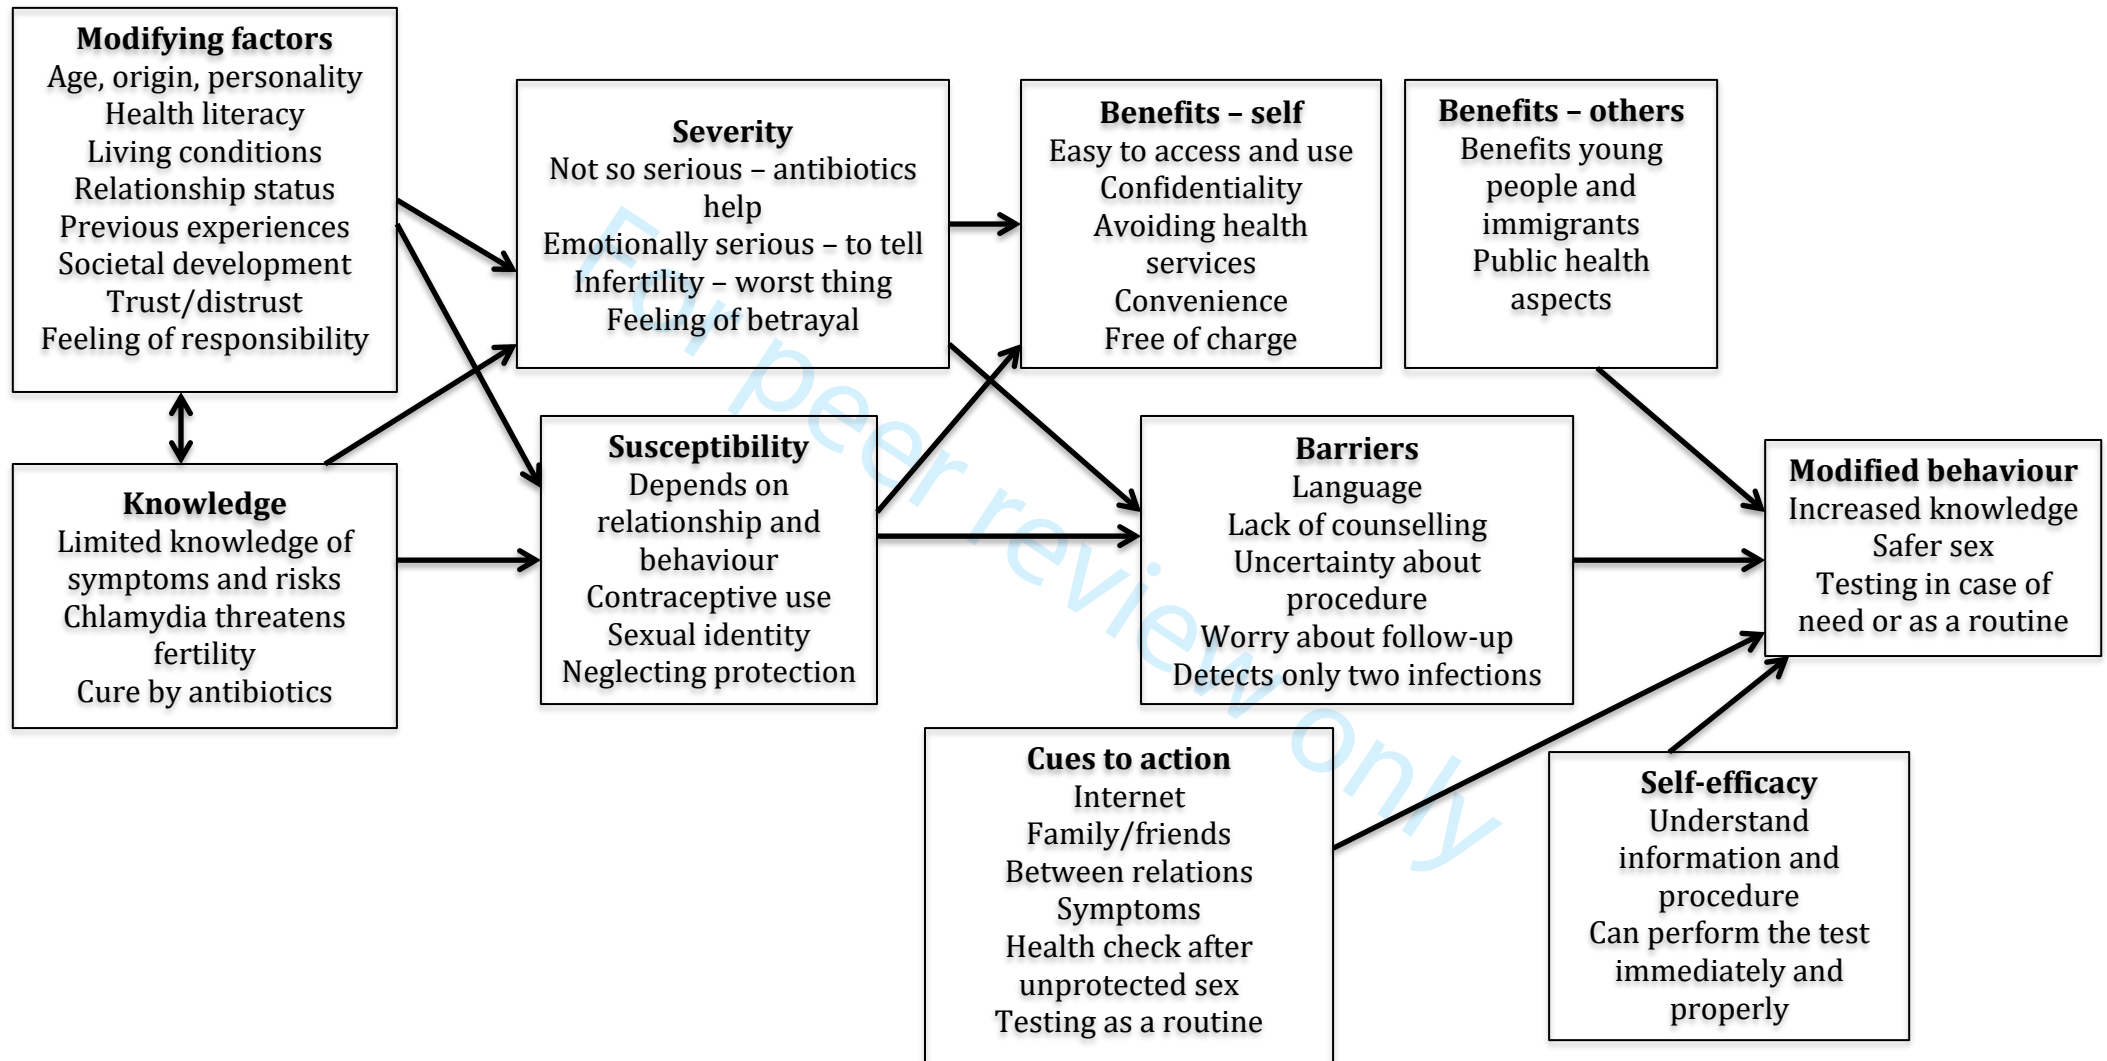 Modifying factors
Age, origin, personality
Health literacy
Living conditions
Relationship status
Previous experiences
Societal development
Trust/distrust
Feeling of responsibility
Knowledge
Limited knowledge of
symptoms and risks
Chlamydia threatens
fertility
Cure by antibiotics
Severity
Not so serious – antibiotics
help
Emotionally serious – to tell
Infertility – worst thing
Feeling of betrayal
Susceptibility
Depends on
relationship and
behaviour
Contraceptive use
Sexual identity
Neglecting protection
Benefits – self
Easy to access and use
Confidentiality
Avoiding health
services
Convenience
Free of charge
Benefits – others
Benefits young
people and
immigrants
Public health
aspects
Barriers
Language
Lack of counselling
Uncertainty about
procedure
Worry about follow-up
Detects only two infections
Modified behaviour
Increased knowledge
Safer sex
Testing in case of
need or as a routine
Cues to action
Internet
Family/friends
Between relations
Symptoms
Health check after
unprotected sex
Testing as a routine
Self-efficacy
Understand
information and
procedure
Can perform the test
immediately and
properly
For peer review only